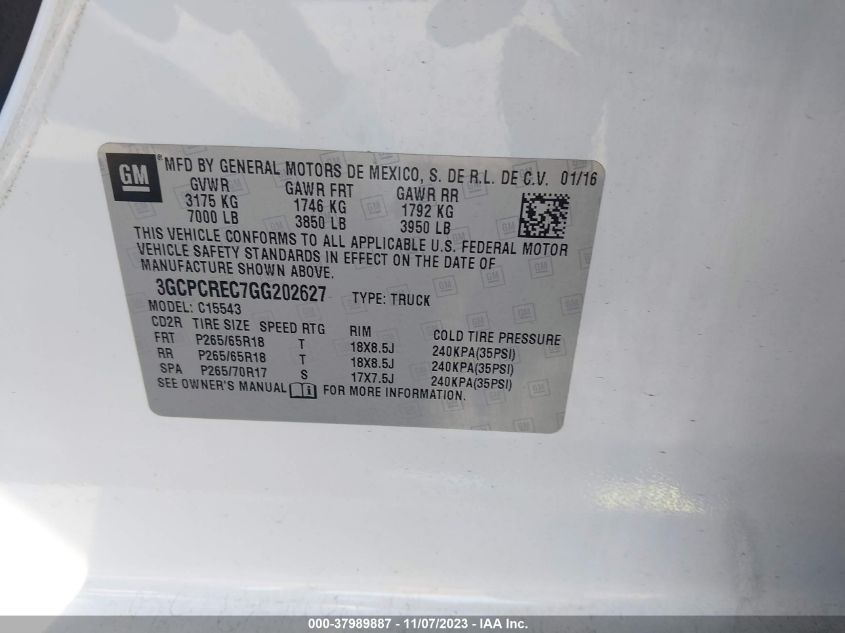 GM MFD BY GENERAL MOTORS DE MEXICO, S. DE R.L. DE C.V. 01/16
GVWR GAWR FRT GAWR RR
3175 KG 1746 KG 1792 KG
7000 LB 3850 LB 3950 LB
THIS VEHICLE CONFORMS TO ALL APPLICABLE U.S. FEDERAL MOTOR
VEHICLE SAFETY STANDARDS IN EFFECT ON THE DATE OF
MANUFACTURE SHOWN ABOVE.
3GCPCREC7GG202627 TYPE: TRUCK
MODEL: C15543
CD2R TIRE SIZE SPEED RTG RIM COLD TIRE PRESSURE
FRT P265/65R18 T 18X8.5J 240KPA(35PSI)
RR P265/65R18 T 18X8.5J 240KPA(35PSI)
SPA P265/70R17 S 17X7.5J 240KPA(35PSI)
SEE OWNER'S MANUAL FOR MORE INFORMATION.
000-37989887 - 11/07/2023 - IAA Inc.